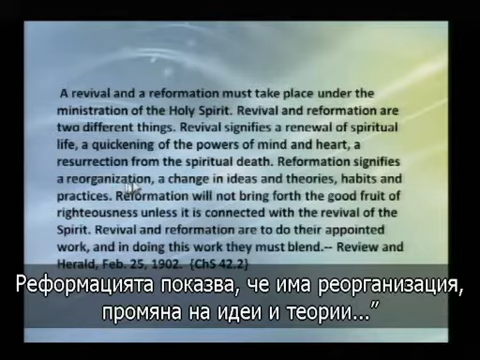 A revival and a reformation must take place under the
ministration of the Holy Spirit. Revival and reformation are
two different things. Revival signifies a renewal of spiritual
life, a quickening of the powers of mind and heart, a
resurrection from the spiritual death. Reformation signifies
a reorganization, a change in ideas and theories, habits and
practices. Reformation will not bring forth the good fruit of
righteousness unless it is connected with the revival of the
Spirit. Revival and reformation are to do their appointed
work, and in doing this work they must blend.-- Review and
Herald, Feb. 25, 1902. {ChS 42.2}
Реформацията показва, че има реорганизация,
промяна на идеи и теории...”